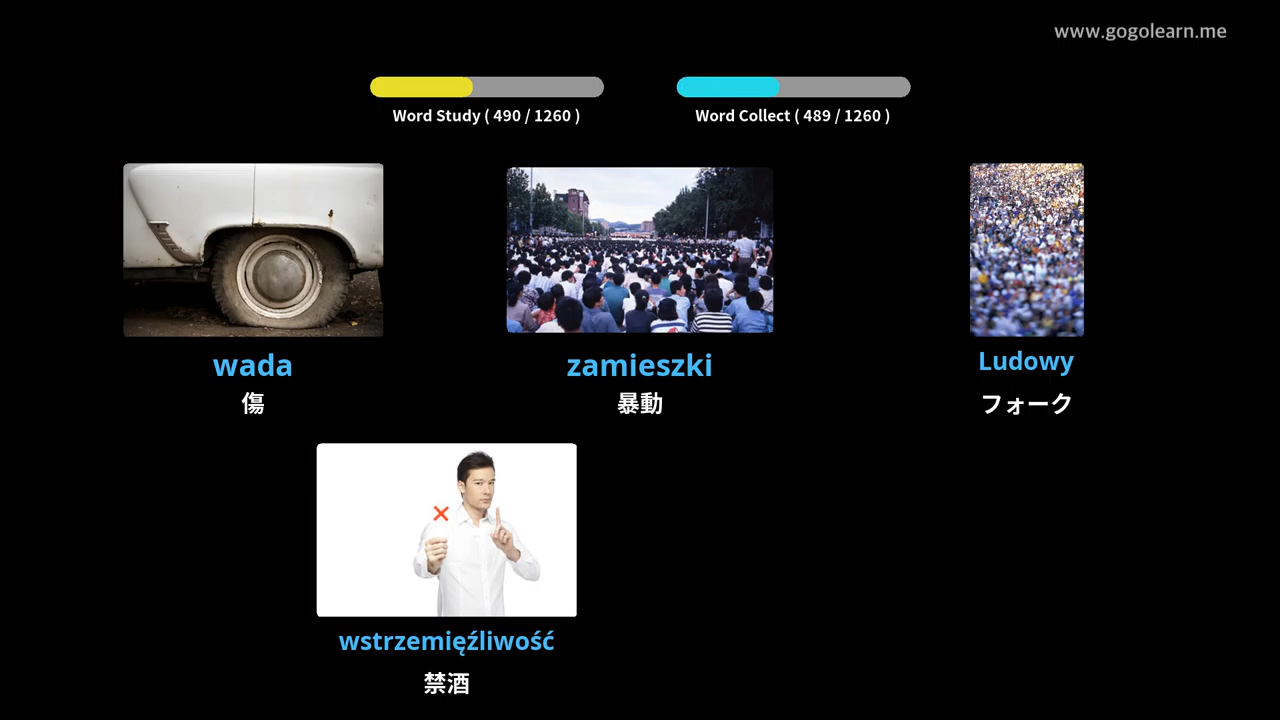 www.gogolearn.me
Word Study ( 490 / 1260 )
Word Collect ( 489 / 1260 )
wada
傷
zamieszki
暴動
Ludowy
フォーク
wstrzemięźliwość
禁酒